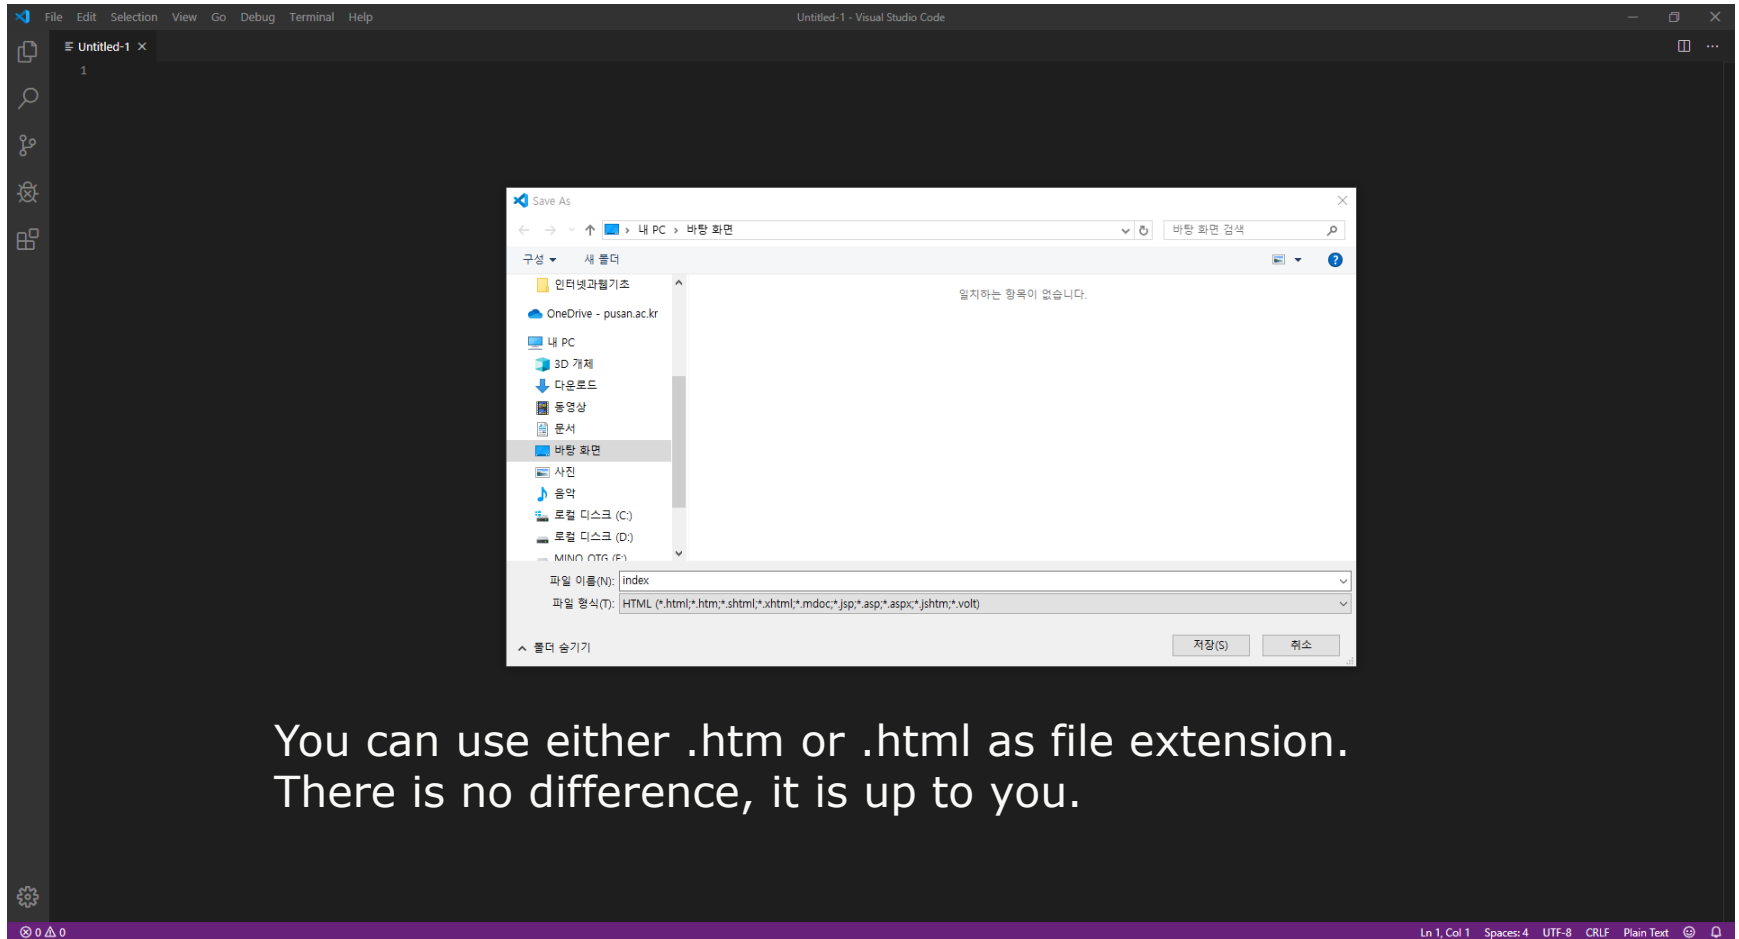 File Edit Selection View Go Debug Terminal Help
Untitled-1 - Visual Studio Code
Untitled-1
1
Save As
내 PC › 바탕 화면
바탕 화면 검색
구성
새 폴더
인터넷과웹기초
OneDrive - pusan.ac.kr
내 PC
3D 개체
다운로드
동영상
문서
바탕 화면
사진
음악
로컬 디스크 (C:)
로컬 디스크 (D:)
MINO OTG (E:)
일치하는 항목이 없습니다.
파일 이름(N): index
파일 형식(T): HTML (*.html;*.htm;*.shtml;*.xhtml;*.mdoc;*.jsp;*.asp;*.aspx;*.jshtm;*.volt)
폴더 숨기기
저장(S)
취소
You can use either .htm or .html as file extension.
There is no difference, it is up to you.
0 0
Ln 1, Col 1 Spaces: 4 UTF-8 CRLF Plain Text